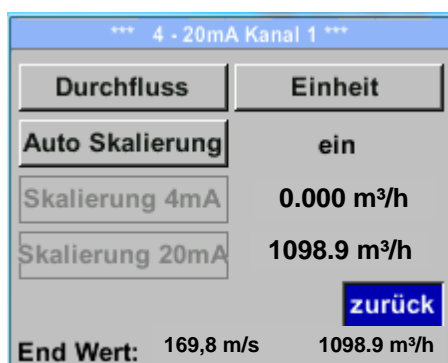 *** 4 - 20mA Kanal 1 ***
Durchfluss Einheit
Auto Skalierung ein
Skalierung 4mA 0.000 m³/h
Skalierung 20mA 1098.9 m³/h
zurück
End Wert: 169,8 m/s 1098.9 m³/h